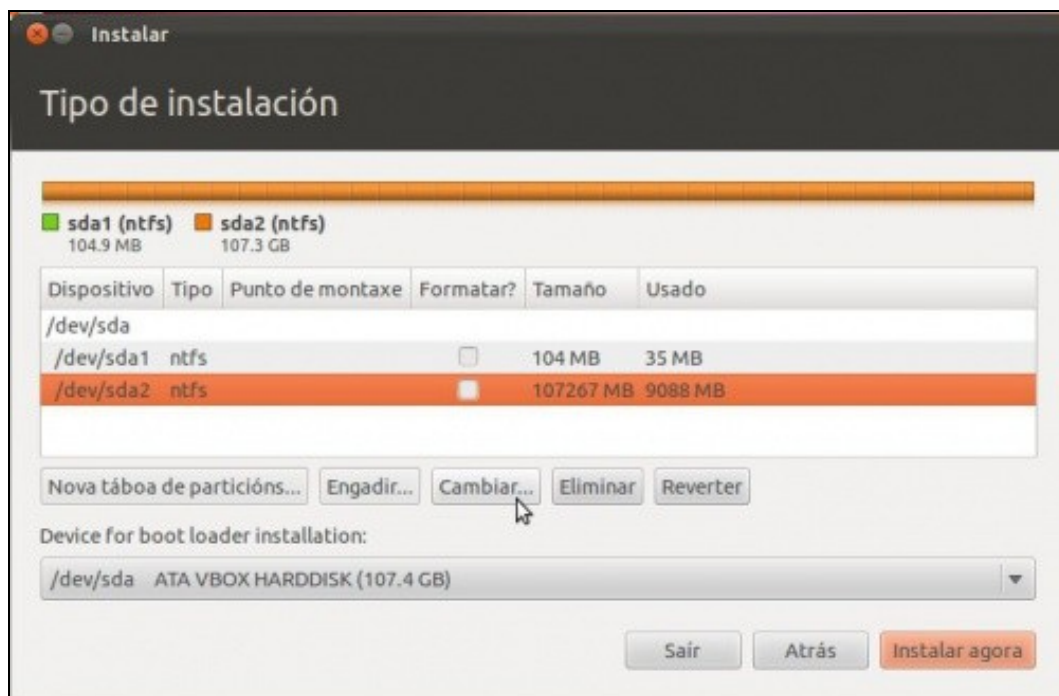 Instalar
Tipo de instalación
sda1 (ntfs) sda2 (ntfs)
104.9 MB 107.3 GB
Dispositivo Tipo Punto de montaxe Formatar? Tamaño Usado
/dev/sda
/dev/sda1 ntfs 104 MB 35 MB
/dev/sda2 ntfs 107267 MB 9088 MB
Nova táboa de particións... Engadir... Cambiar... Eliminar Reverter
Device for boot loader installation:
/dev/sda ATA VBOX HARDDISK (107.4 GB)
Saír Atrás Instalar agora